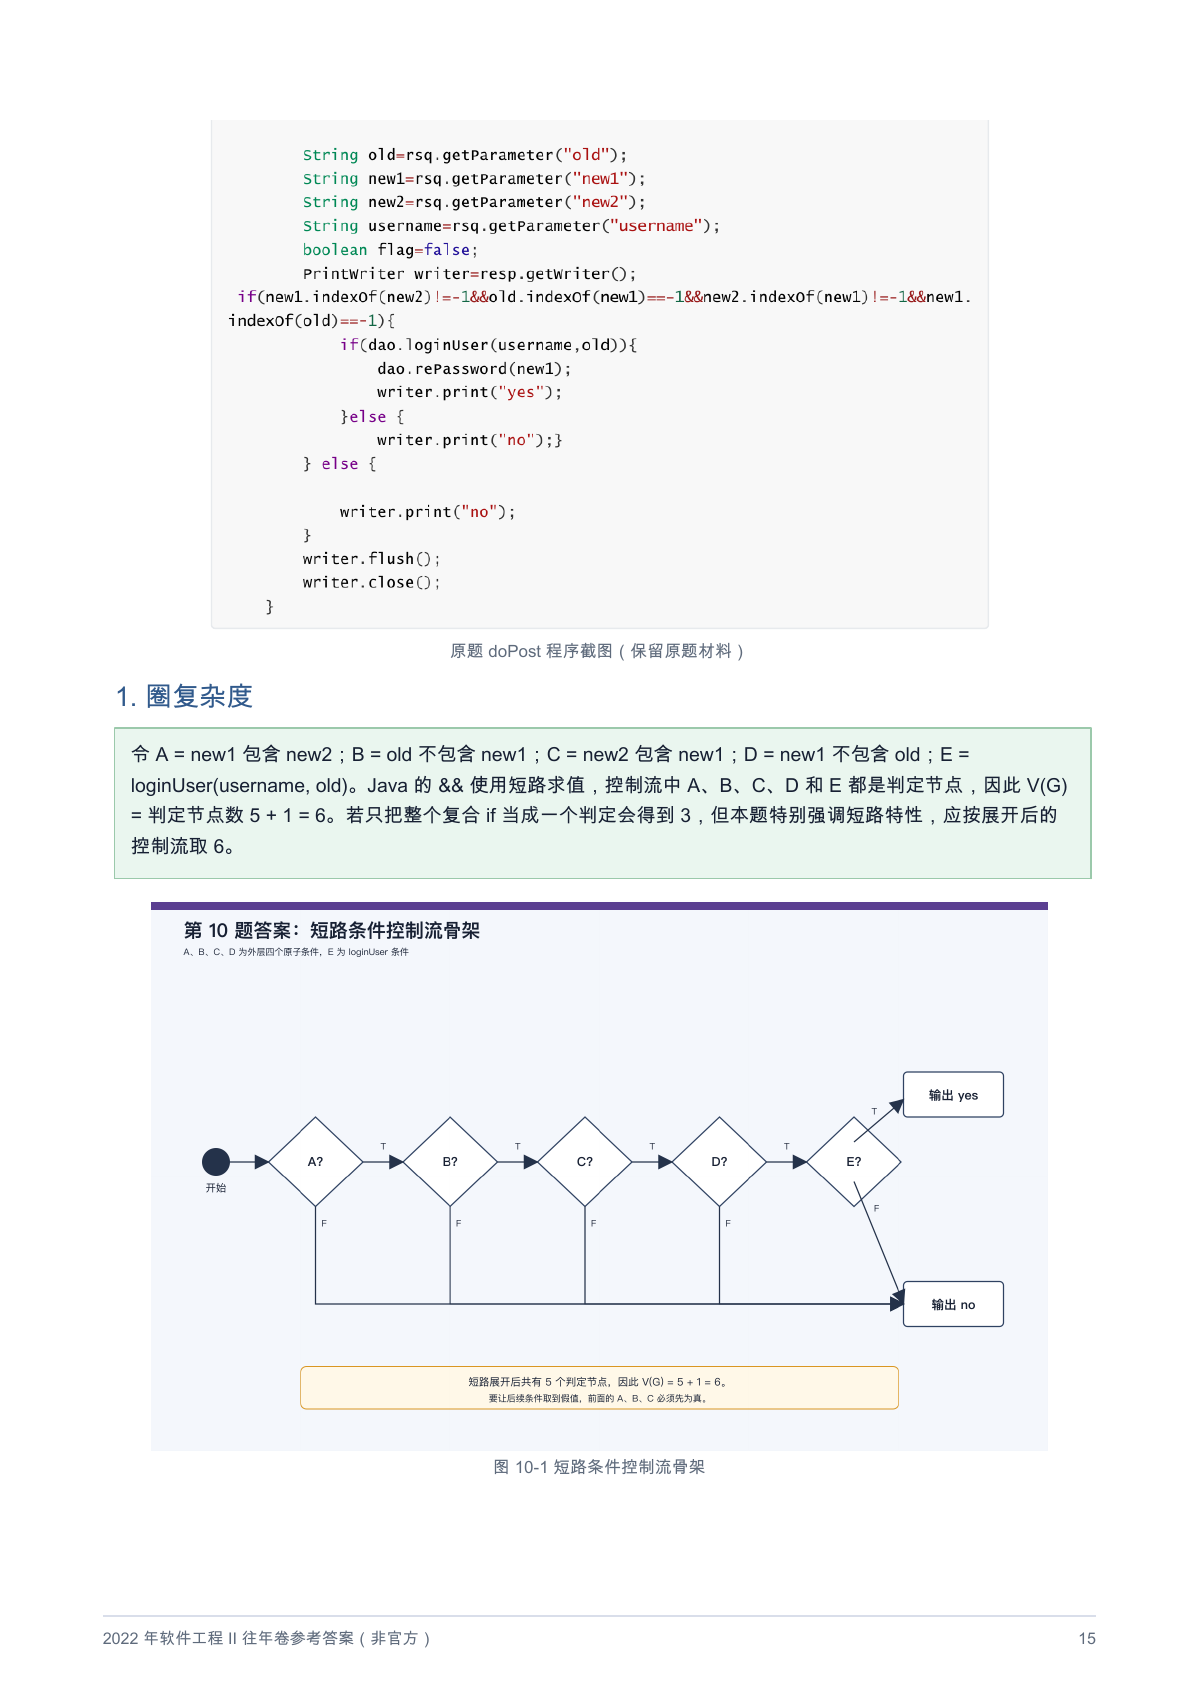 String old=rsq.getParameter("old");
String new1=rsq.getParameter("new1");
String new2=rsq.getParameter("new2");
String username=rsq.getParameter("username");
boolean flag=false;
PrintWriter writer=resp.getWriter();
if(new1.indexOf(new2)!=-1&&old.indexOf(new1)==-1&&new2.indexOf(new1)!=-1&&new1.
indexOf(old)==-1){
if(dao.loginUser(username,old)){
dao.rePassword(new1);
writer.print("yes");
}else {
writer.print("no");}
} else {
writer.print("no");
}
writer.flush();
writer.close();
}
原题 doPost 程序截图（保留原题材料）
1. 圈复杂度
令 A = new1 包含 new2；B = old 不包含 new1；C = new2 包含 new1；D = new1 不包含 old；E =
loginUser(username, old)。Java 的 && 使用短路求值，控制流中 A、B、C、D 和 E 都是判定节点，因此 V(G)
= 判定节点数 5 + 1 = 6。若只把整个复合 if 当成一个判定会得到 3，但本题特别强调短路特性，应按展开后的
控制流取 6。
第 10 题答案：短路条件控制流骨架
A、B、C、D 为外层四个原子条件，E 为 loginUser 条件
输出 yes
T
T
T
T
T
A?
B?
C?
D?
E?
开始
F
F
F
F
F
输出 no
短路展开后共有 5 个判定节点，因此 V(G) = 5 + 1 = 6。
要让后续条件取到假值，前面的 A、B、C 必须先为真。
图 10-1 短路条件控制流骨架
2022 年软件工程 II 往年卷参考答案（非官方）
15